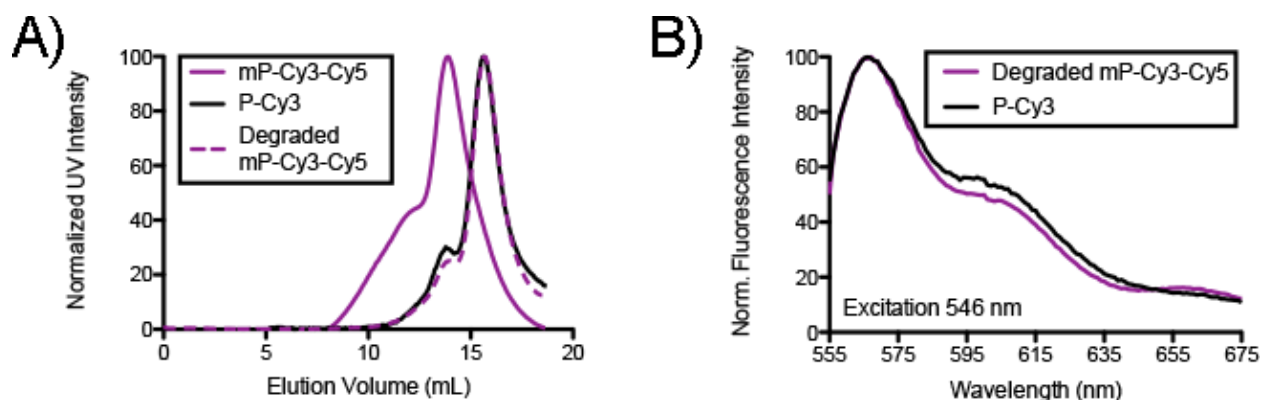 A)
Normalized UV Intensity
100
80
60
40
20
0
mP-Cy3-Cy5
P-Cy3
Degraded
mP-Cy3-Cy5
0 5 10 15 20
Elution Volume (mL)
B)
Norm. Fluorescence Intensity
100
80
60
40
20
0
Degraded mP-Cy3-Cy5
P-Cy3
Excitation 546 nm
555 575 595 615 635 655 675
Wavelength (nm)